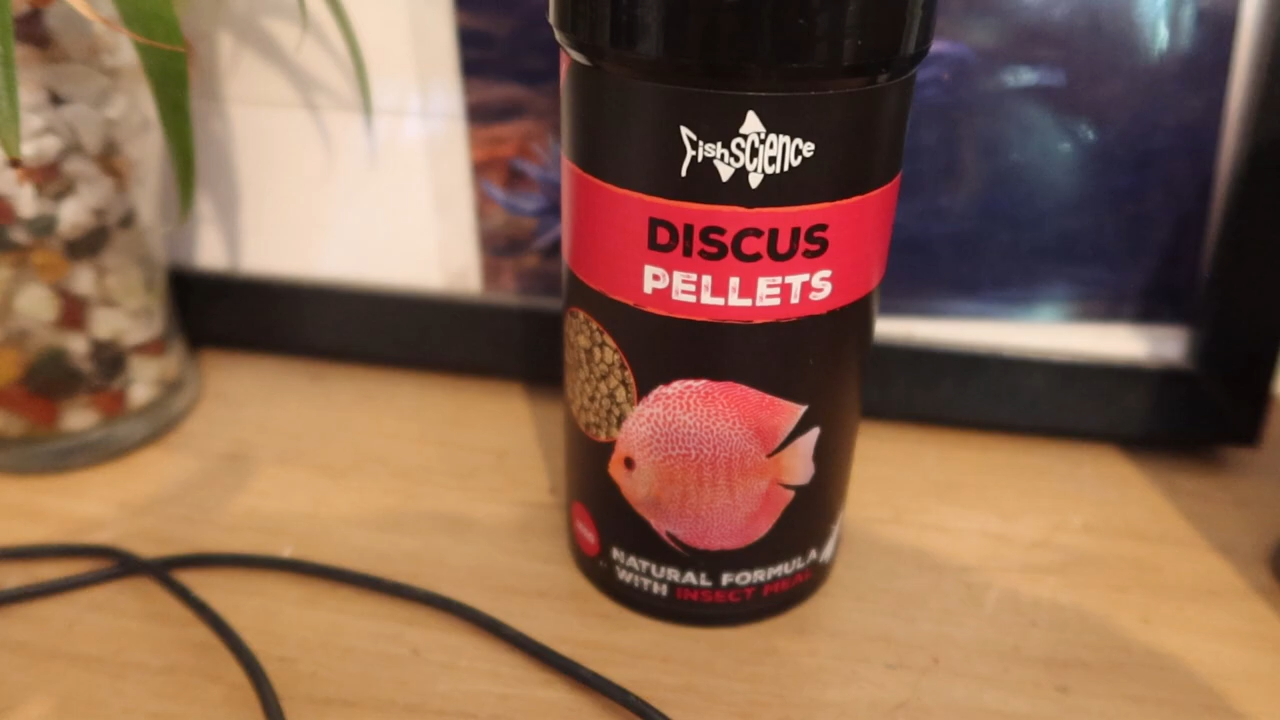 FishScience
DISCUS
PELLETS
NATURAL FORMULA
WITH INSECT MEAL